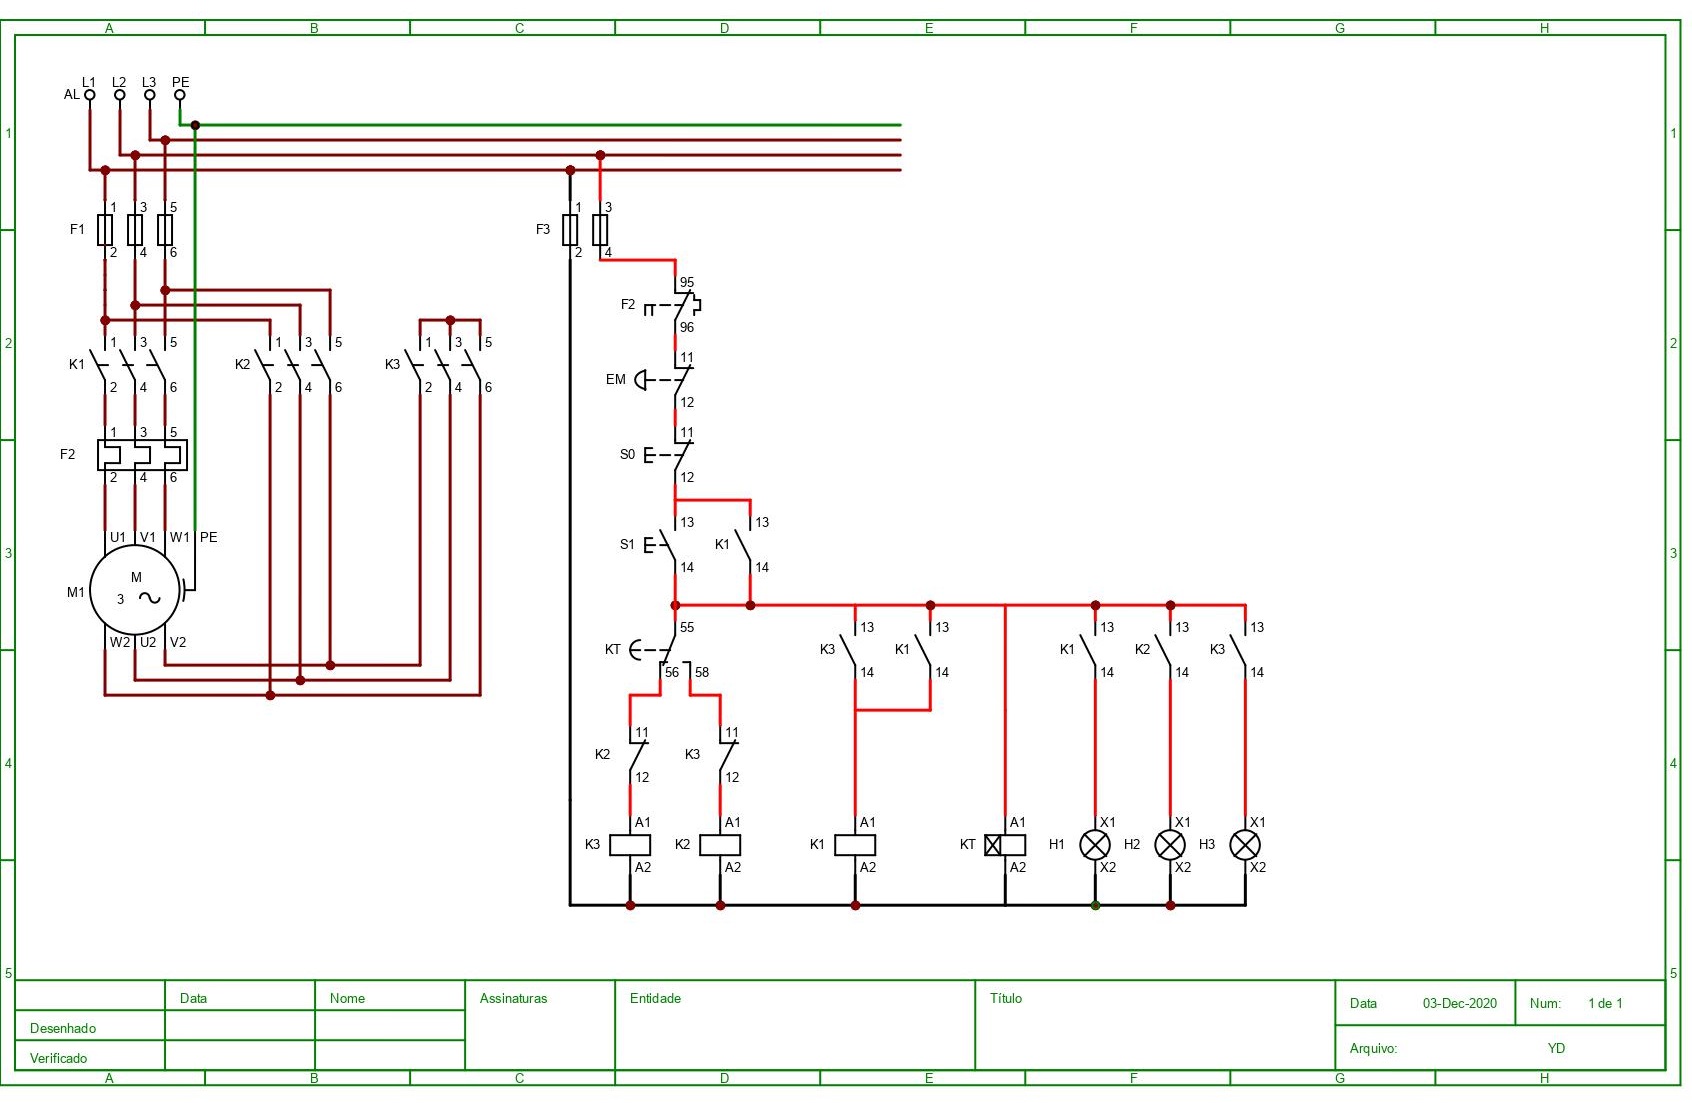 A B C D E F G H
L1 L2 L3 PE
AL
1 1
1 3 5 1 3
F1 F3
2 4 6 2 4
95
F2
96
2 1 3 5 1 3 5 1 3 5 11 2
K1 K2 K3 EM
2 4 6 2 4 6 2 4 6 12
1 3 5 11
F2 S0
2 4 6 12
13 13
U1 V1 W1 PE S1 K1
3 14 14 3
M
M1 3
W2 U2 V2
55 13 13 13 13 13
KT K3 K1 K1 K2 K3
56 58 14 14 14 14 14
11 11
K2 K3
4 4
12 12
A1 A1 A1 A1 X1 X1 X1
K3 K2 K1 KT H1 H2 H3
A2 A2 A2 A2 X2 X2 X2
5 5
Data Nome Assinaturas Entidade Título Data 03-Dec-2020 Num: 1 de 1
Desenhado
Arquivo: YD
Verificado
A B C D E F G H